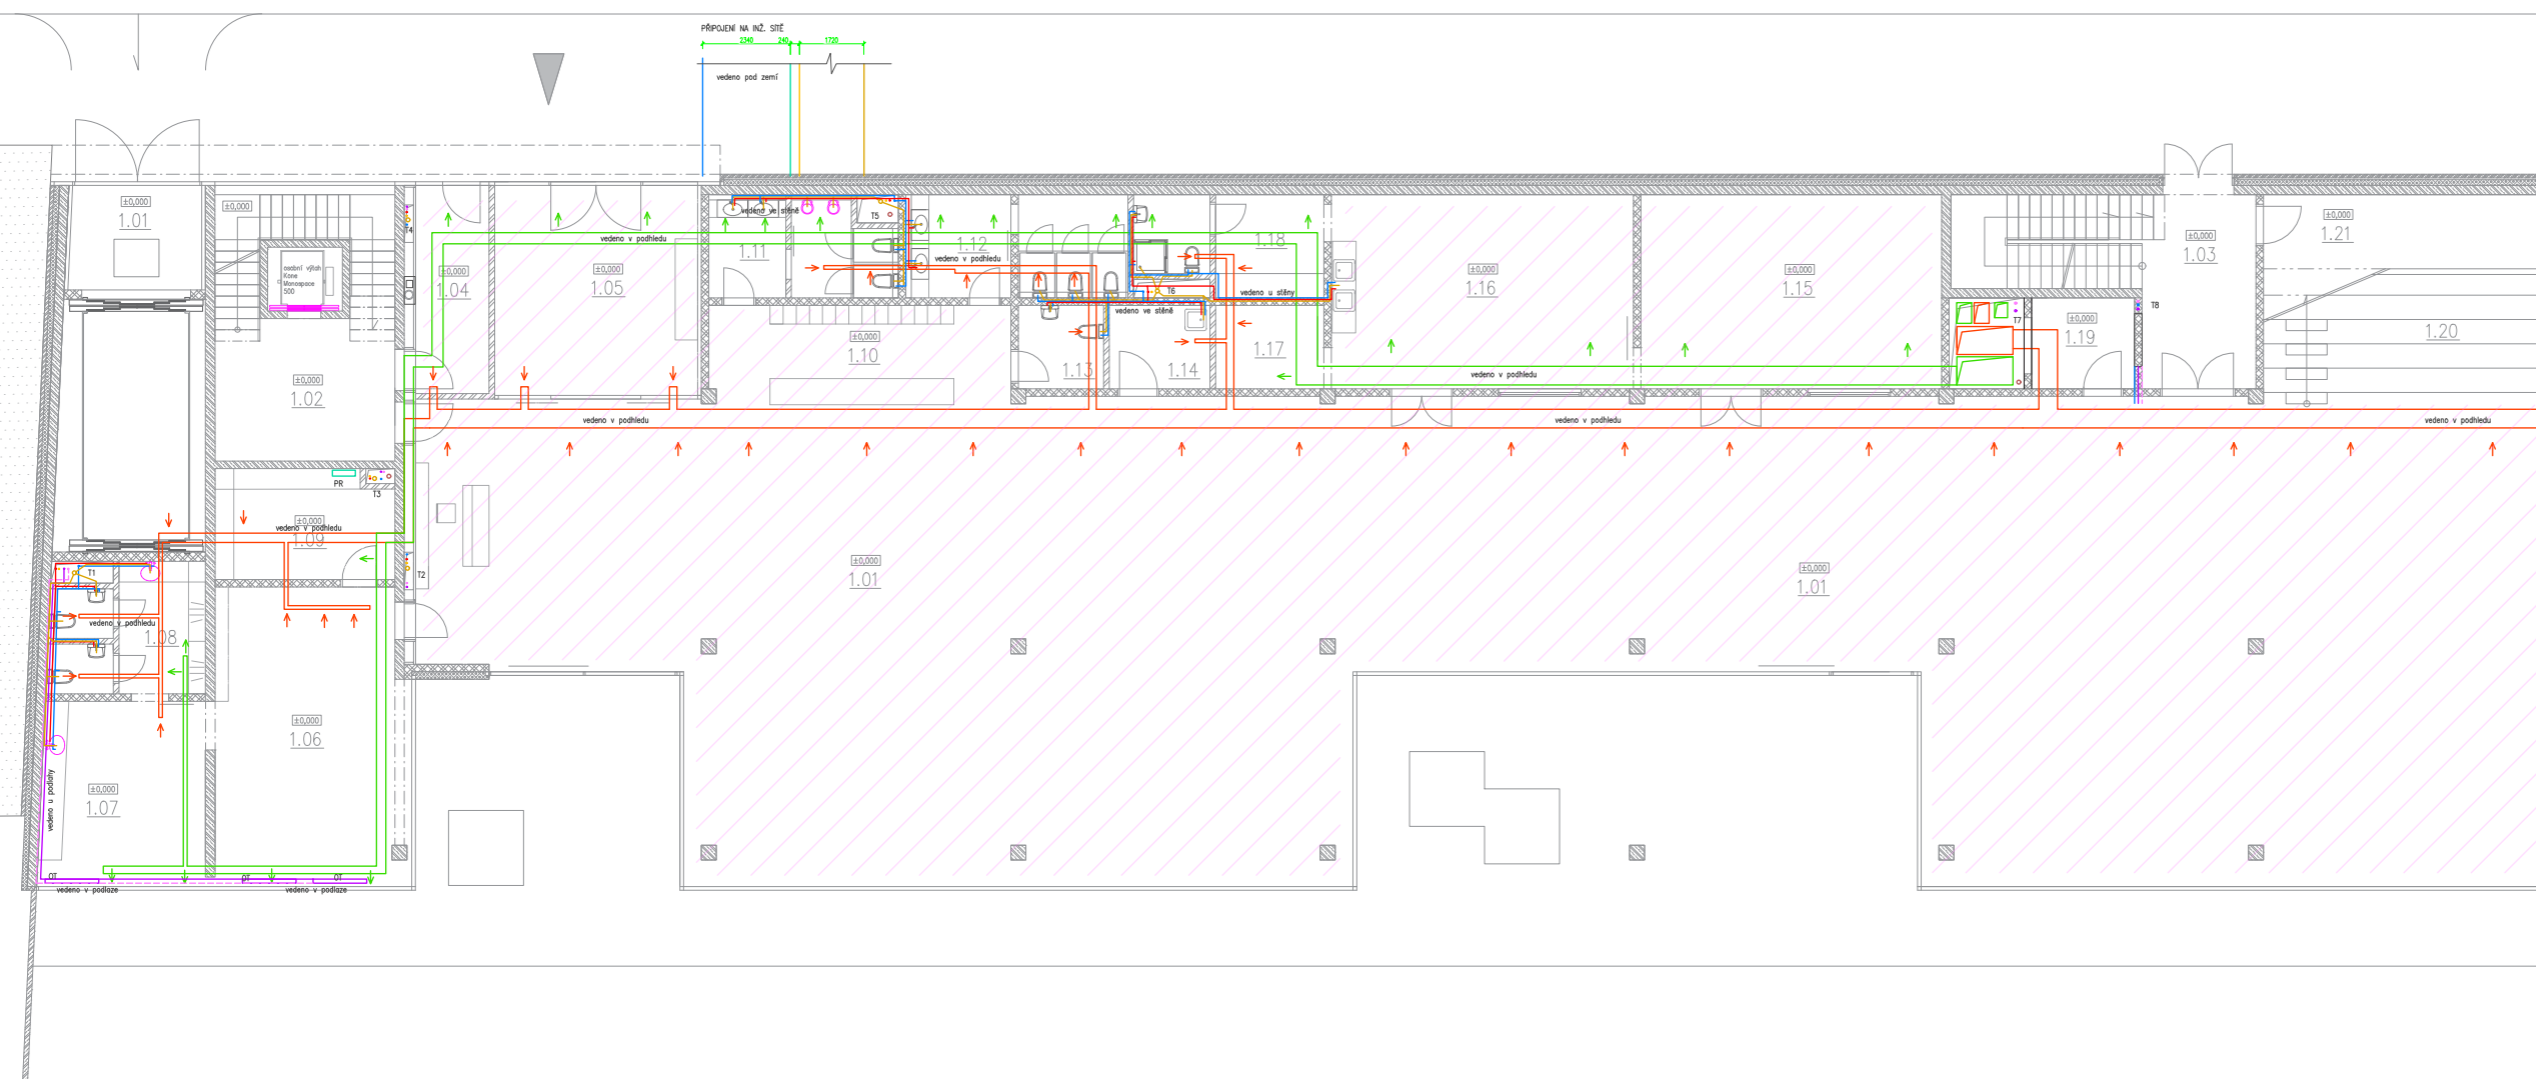 PŘIPOJENÍ NA INŽ. SÍTĚ
2340
240
1720
vedeno pod zemí
±0,000
1.01
±0,000
osobní výtah
Kone
Monospace
500
T4
±0,000
1.04
±0,000
1.05
vedeno v podhledu
vedeno ve stěně
1.11
T5
1.12
vedeno v podhledu
1.18
vedeno u stěny
T6
vedeno ve stěně
±0,000
1.16
±0,000
1.15
±0,000
1.03
±0,000
1.21
T7
±0,000
1.19
T8
1.20
±0,000
1.10
1.13
1.14
1.17
vedeno v podhledu
±0,000
1.02
vedeno v podhledu
vedeno v podhledu
vedeno v podhledu
PR
T3
±0,000
vedeno v podhledu
1.09
T1
T2
±0,000
1.01
±0,000
1.01
vedeno v podhledu
1.08
±0,000
1.06
±0,000
1.07
vedeno u podlahy
OT
OT
OT
vedeno v podlaze
vedeno v podlaze